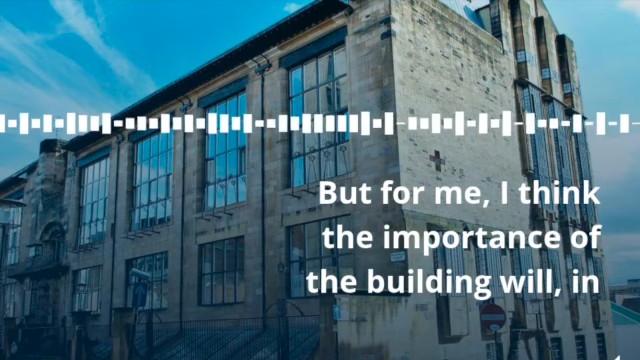 But for me, I think
the importance of
the building will, in